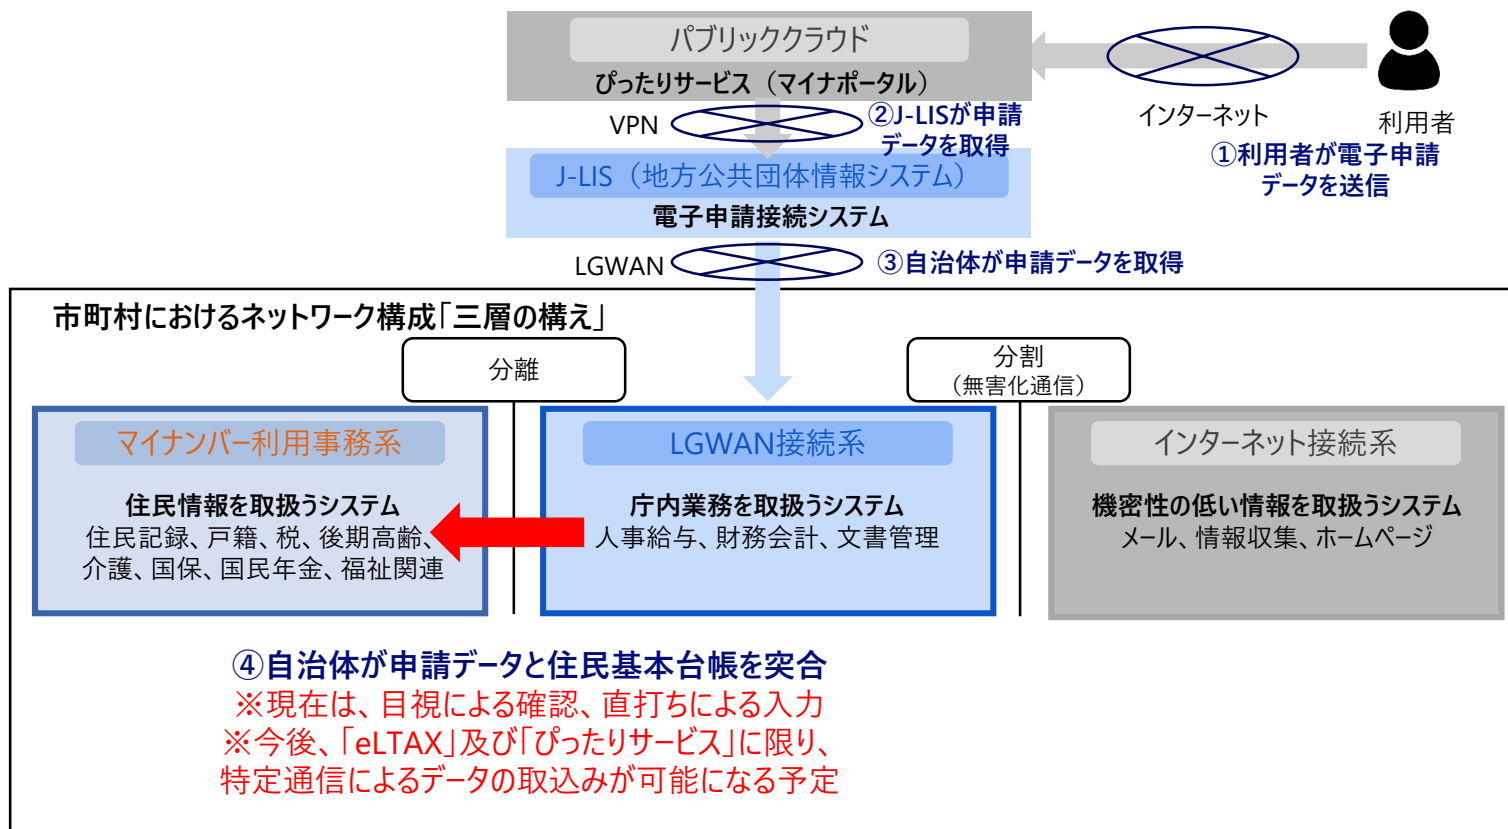 パブリッククラウド
ぴったりサービス（マイナポータル）
インターネット
利用者
①利用者が電子申請
データを送信
VPN
②J-LISが申請
データを取得
J-LIS（地方公共団体情報システム）
電子申請接続システム
LGWAN
③自治体が申請データを取得
市町村におけるネットワーク構成「三層の構え」
分離
分割
（無害化通信）
マイナンバー利用事務系
住民情報を取扱うシステム
住民記録、戸籍、税、後期高齢、
介護、国保、国民年金、福祉関連
LGWAN接続系
庁内業務を取扱うシステム
人事給与、財務会計、文書管理
インターネット接続系
機密性の低い情報を取扱うシステム
メール、情報収集、ホームページ
④自治体が申請データと住民基本台帳を突合
※現在は、目視による確認、直打ちによる入力
※今後、「eLTAX」及び「ぴったりサービス」に限り、
特定通信によるデータの取込みが可能になる予定